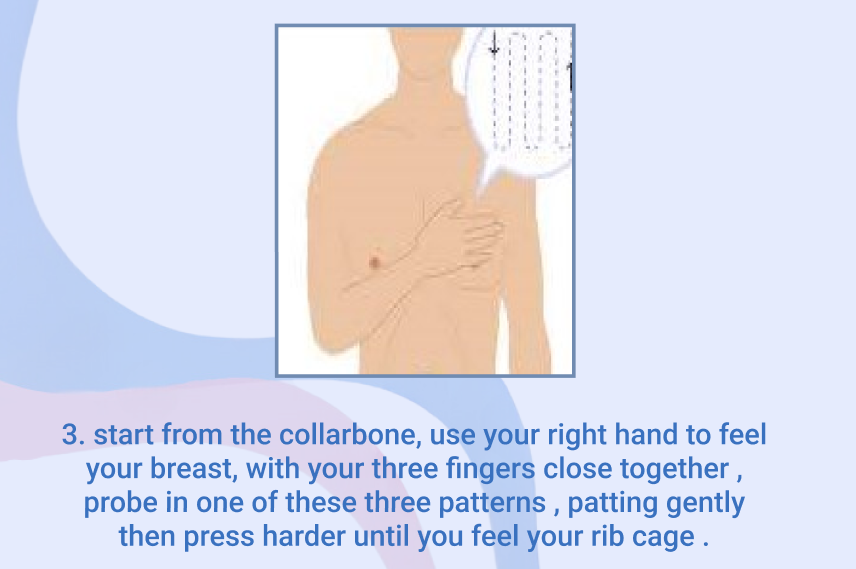 3. start from the collarbone, use your right hand to feel
your breast, with your three fingers close together ,
probe in one of these three patterns , patting gently
then press harder until you feel your rib cage .